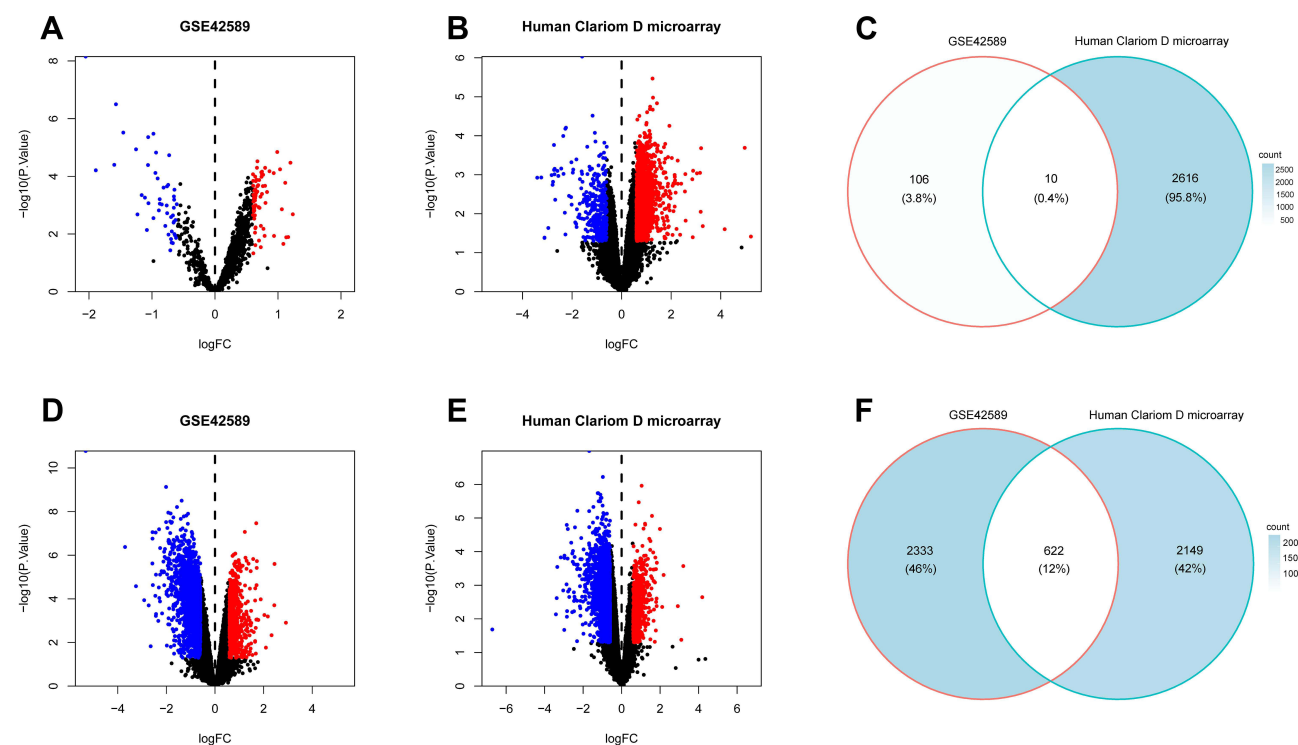 A
GSE42589
8
6
4
2
0
−log10(P.Value)
−2
−1
0
1
2
logFC
B
Human Clariom D microarray
6
5
4
3
2
1
0
−log10(P.Value)
−4
−2
0
2
4
6
logFC
C
GSE42589
Human Clariom D microarray
106
(3.8%)
10
(0.4%)
2616
(95.8%)
count
2500
2000
1500
1000
500
D
GSE42589
10
8
6
4
2
0
−log10(P.Value)
−4
−2
0
2
4
logFC
E
Human Clariom D microarray
6
5
4
3
2
1
0
−log10(P.Value)
−6
−4
−2
0
2
4
6
logFC
F
GSE42589
Human Clariom D microarray
2333
(46%)
622
(12%)
2149
(42%)
count
200
150
100